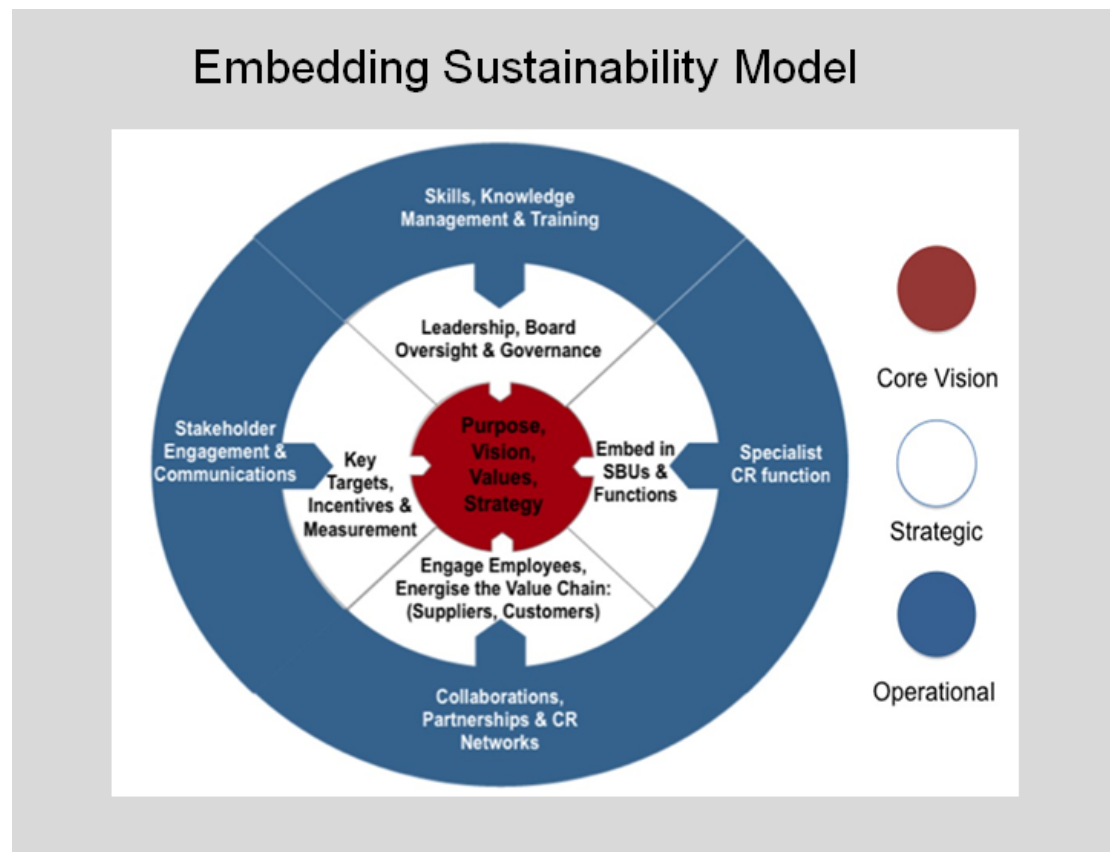 Embedding Sustainability Model
Skills, Knowledge
Management & Training
Leadership, Board
Oversight & Governance
Stakeholder
Engagement &
Communications
Key
Targets,
Incentives &
Measurement
Purpose,
Vision,
Values,
Strategy
Embed in
SBUs &
Functions
Specialist
CR function
Engage Employees,
Energise the Value Chain:
(Suppliers, Customers)
Collaborations,
Partnerships & CR
Networks
Core Vision
Strategic
Operational